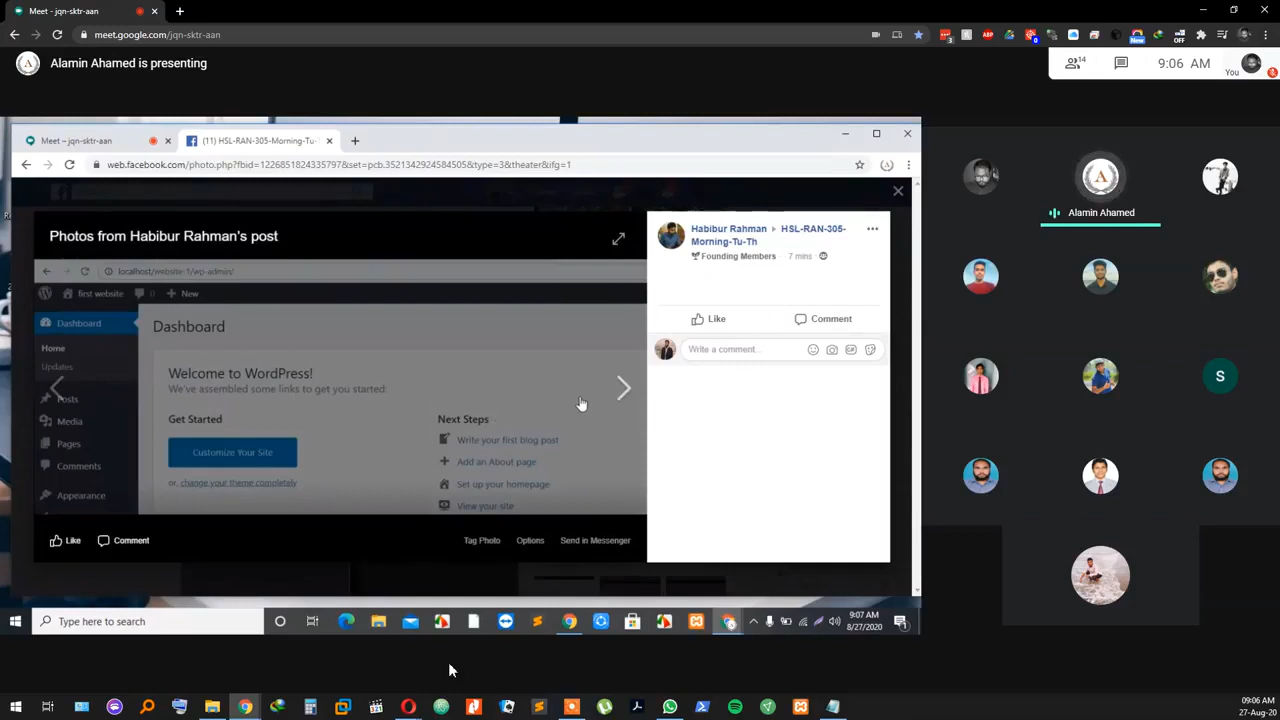 Meet - jqn-sktr-aan
meet.google.com/jqn-sktr-aan
New
OFF
Alamin Ahamed is presenting
14
9:06 AM
You
Meet – jqn-sktr-aan
(11) HSL-RAN-305-Morning-Tu-
web.facebook.com/photo.php?fbid=1226851824335797&set=pcb.3521342924584505&type=3&theater&ifg=1
Photos from Habibur Rahman's post
Habibur Rahman ▸ HSL-RAN-305-
Morning-Tu-Th
Founding Members · 7 mins ·
Like
Comment
Write a comment...
GIF
localhost/website-1/wp-admin/
first website
0
New
Dashboard
Home
Updates
Posts
Media
Pages
Comments
Appearance
Dashboard
Welcome to WordPress!
We've assembled some links to get you started:
Get Started
Customize Your Site
or, change your theme completely
Next Steps
Write your first blog post
Add an About page
Set up your homepage
View your site
Like
Comment
Tag Photo
Options
Send in Messenger
Alamin Ahamed
A
S
Type here to search
9:07 AM
8/27/2020
09:06 AM
27-Aug-20